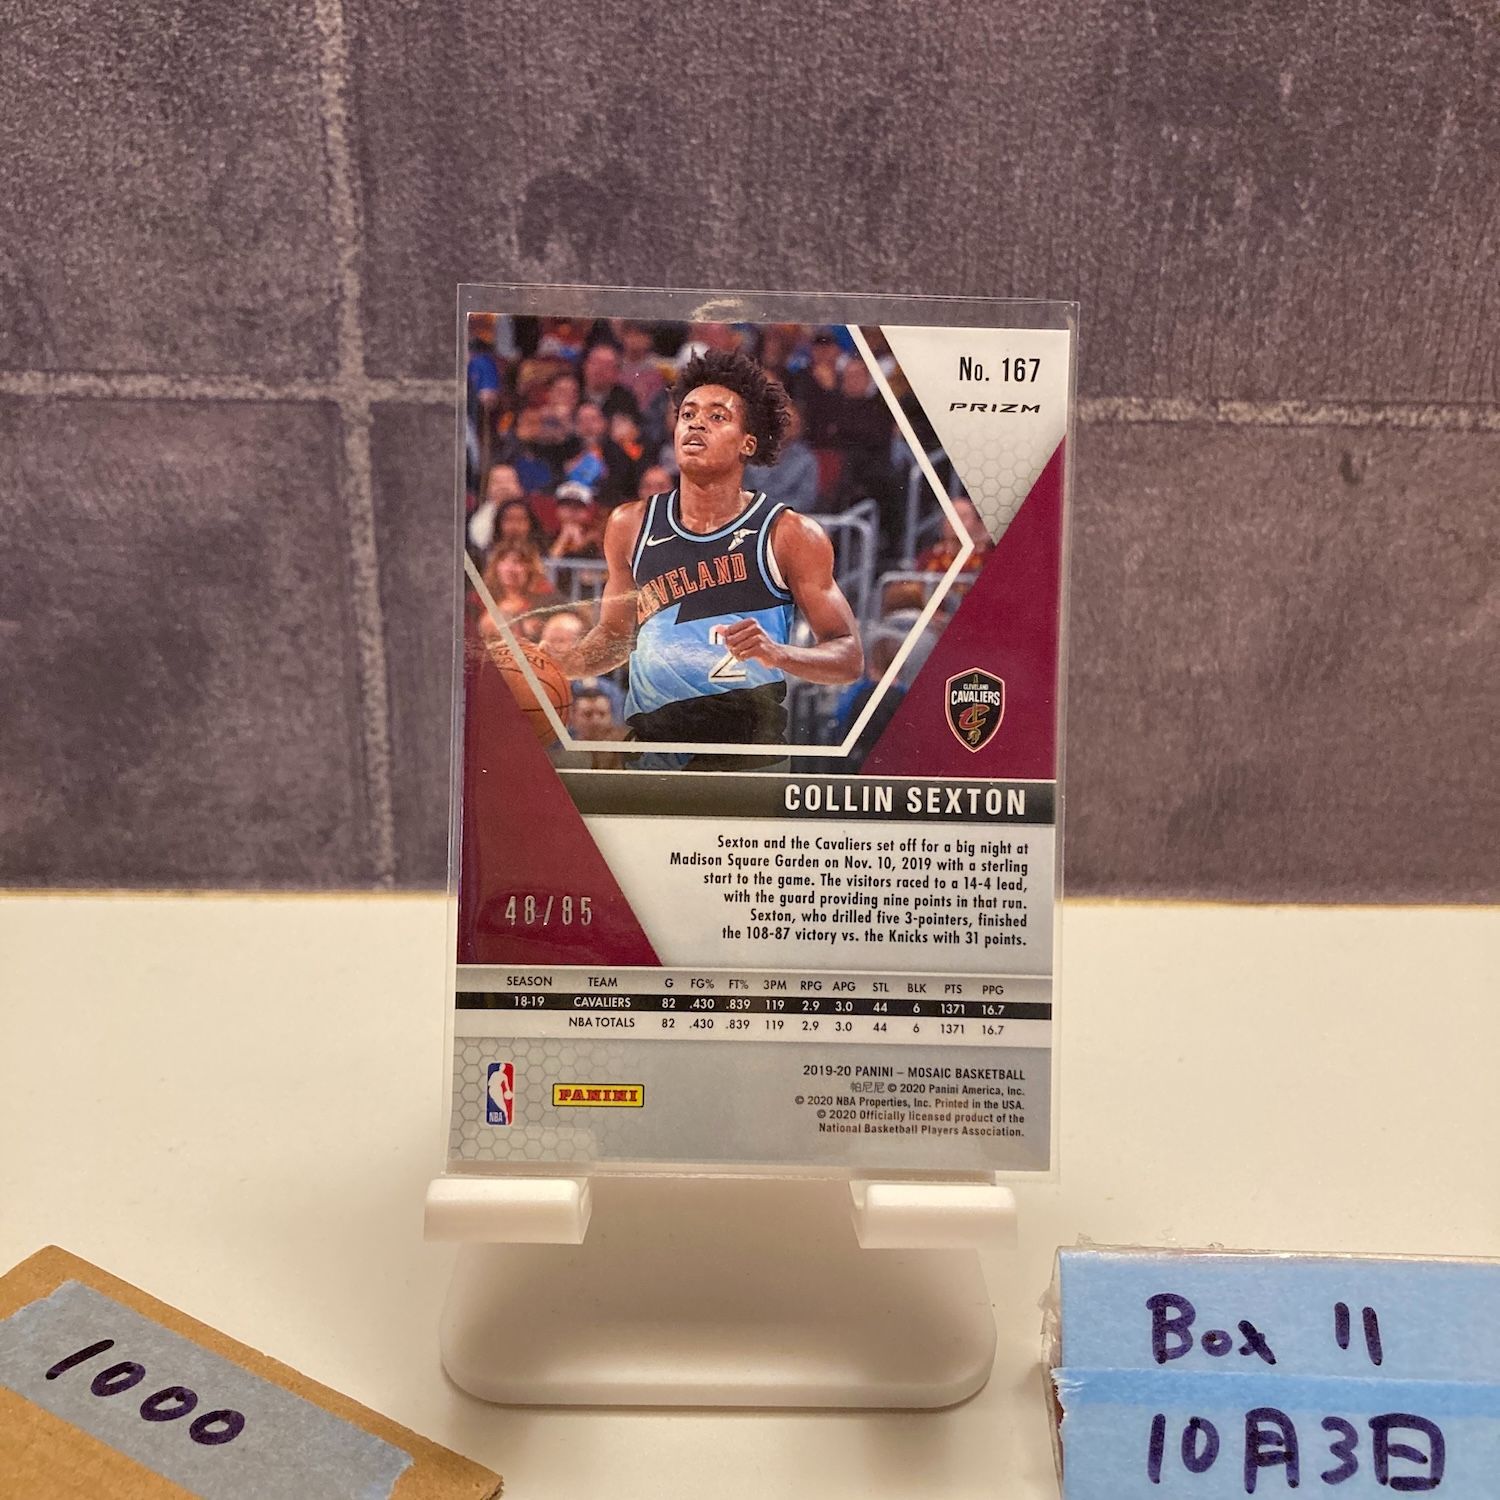 No. 167
PRIZM
CLEVELAND
2
CLEVELAND
CAVALIERS
C
COLLIN SEXTON
Sexton and the Cavaliers set off for a big night at
Madison Square Garden on Nov. 10, 2019 with a sterling
start to the game. The visitors raced to a 14-4 lead,
with the guard providing nine points in that run.
Sexton, who drilled five 3-pointers, finished
the 108-87 victory vs. the Knicks with 31 points.
48/85
SEASON TEAM G FG% FT% 3PM RPG APG STL BLK PTS PPG
18-19 CAVALIERS 82 .430 .839 119 2.9 3.0 44 6 1371 16.7
NBA TOTALS 82 .430 .839 119 2.9 3.0 44 6 1371 16.7
NBA
PANINI
2019-20 PANINI – MOSAIC BASKETBALL
帕尼尼 © 2020 Panini America, Inc.
© 2020 NBA Properties, Inc. Printed in the USA.
© 2020 Officially licensed product of the
National Basketball Players Association.
1000
Box 11
10月3日